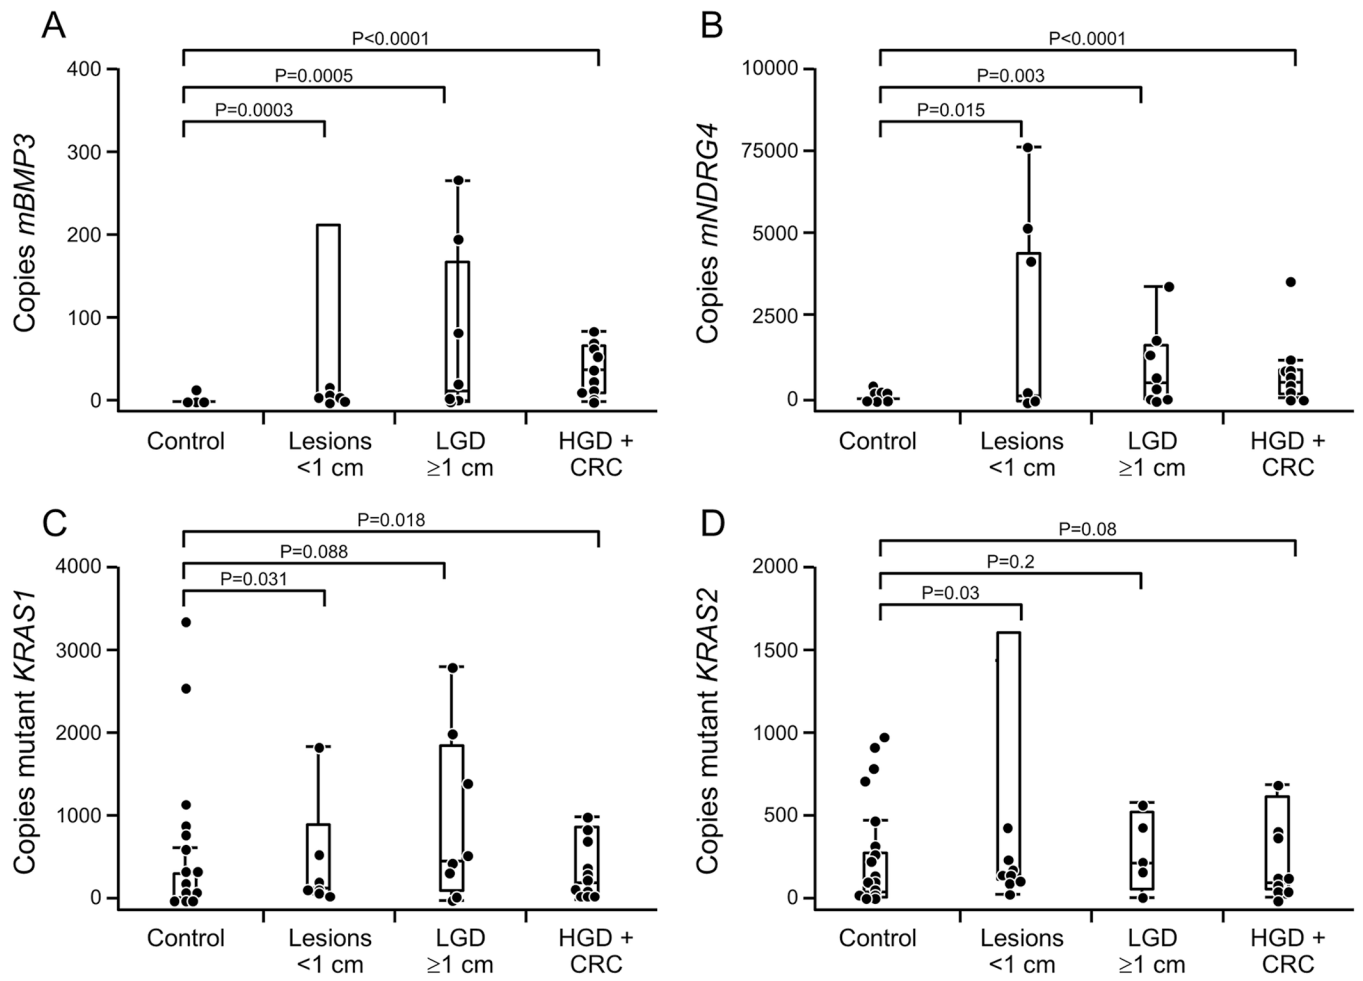 A
P<0.0001
P=0.0005
P=0.0003
400
300
200
100
0
Copies mBMP3
Control
Lesions
<1 cm
LGD
≥1 cm
HGD +
CRC
B
P<0.0001
P=0.003
P=0.015
10000
75000
5000
2500
0
Copies mNDRG4
Control
Lesions
<1 cm
LGD
≥1 cm
HGD +
CRC
C
P=0.018
P=0.088
P=0.031
4000
3000
2000
1000
0
Copies mutant KRAS1
Control
Lesions
<1 cm
LGD
≥1 cm
HGD +
CRC
D
P=0.08
P=0.2
P=0.03
2000
1500
1000
500
0
Copies mutant KRAS2
Control
Lesions
<1 cm
LGD
≥1 cm
HGD +
CRC